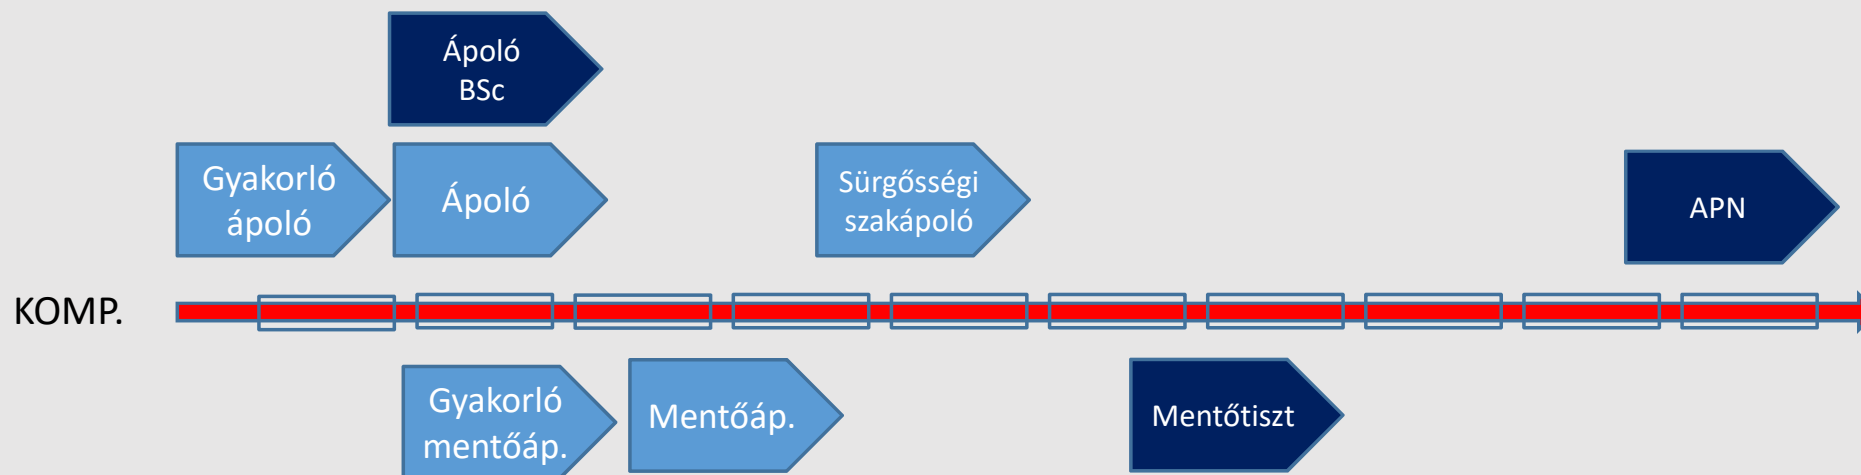 Ápoló
BSc
Gyakorló
ápoló
Ápoló
Sürgősségi
szakápoló
APN
KOMP.
Gyakorló
mentőáp.
Mentőáp.
Mentőtiszt